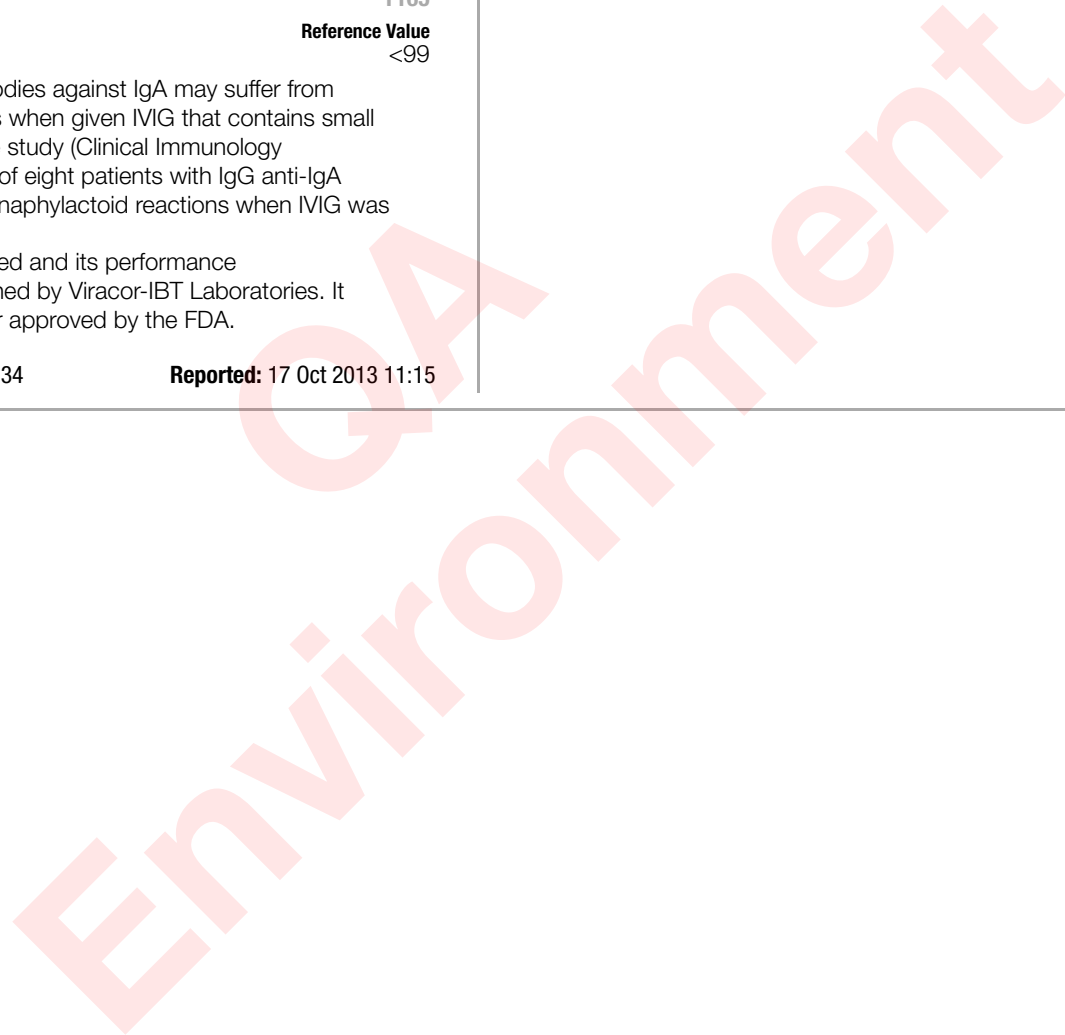 Reference Value
<99
odies against IgA may suffer from
s when given IVIG that contains small
study (Clinical Immunology
of eight patients with IgG anti-IgA
naphylactoid reactions when IVIG was
ed and its performance
ned by Viracor-IBT Laboratories. It
r approved by the FDA.
34 Reported: 17 Oct 2013 11:15
QA
Environment